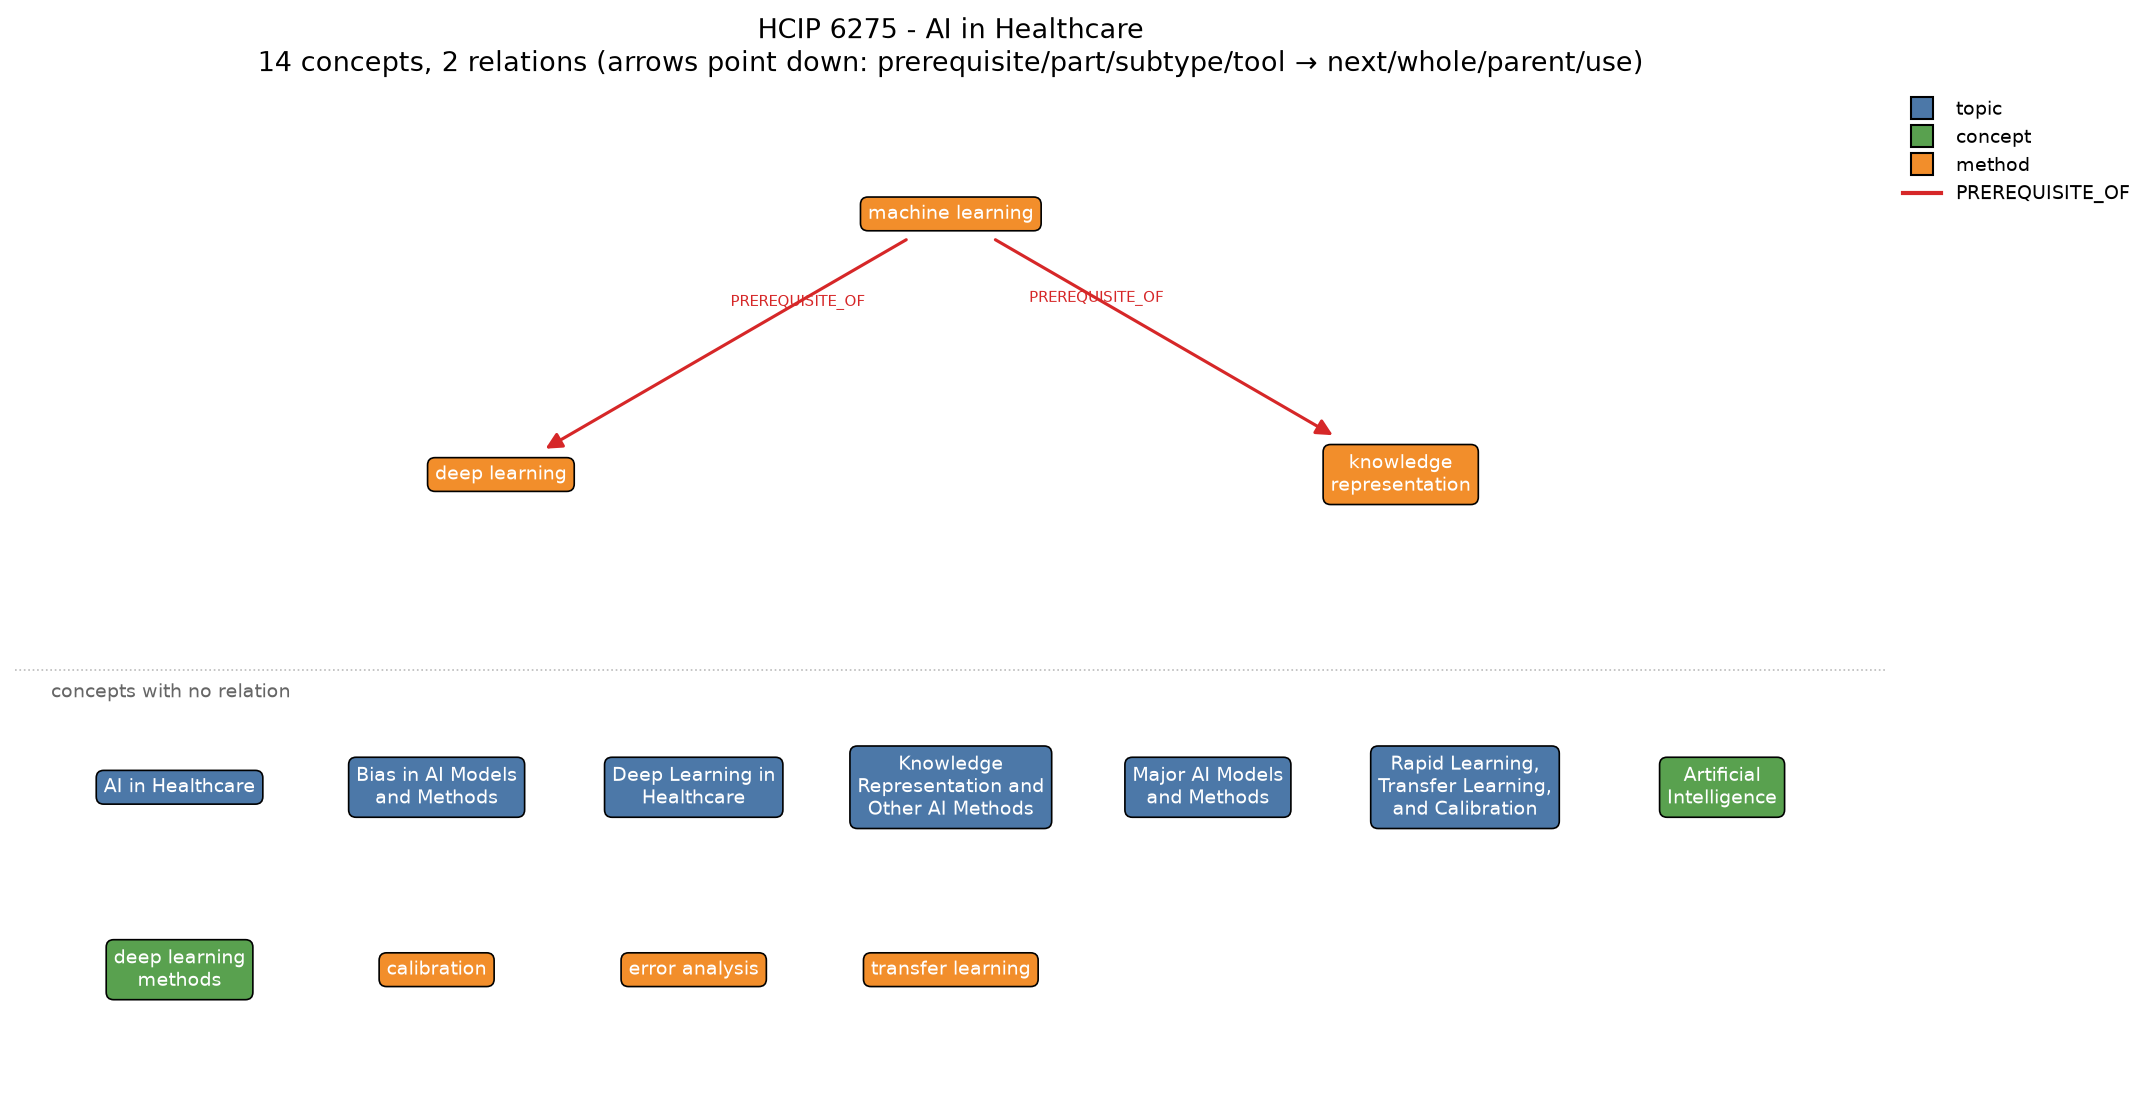 HCIP 6275 - AI in Healthcare
14 concepts, 2 relations (arrows point down: prerequisite/part/subtype/tool → next/whole/parent/use)
topic
concept
method
PREREQUISITE_OF
machine learning
PREREQUISITE_OF
PREREQUISITE_OF
deep learning
knowledge
representation
concepts with no relation
AI in Healthcare
Bias in AI Models
and Methods
Deep Learning in
Healthcare
Knowledge
Representation and
Other AI Methods
Major AI Models
and Methods
Rapid Learning,
Transfer Learning,
and Calibration
Artificial
Intelligence
deep learning
methods
calibration
error analysis
transfer learning